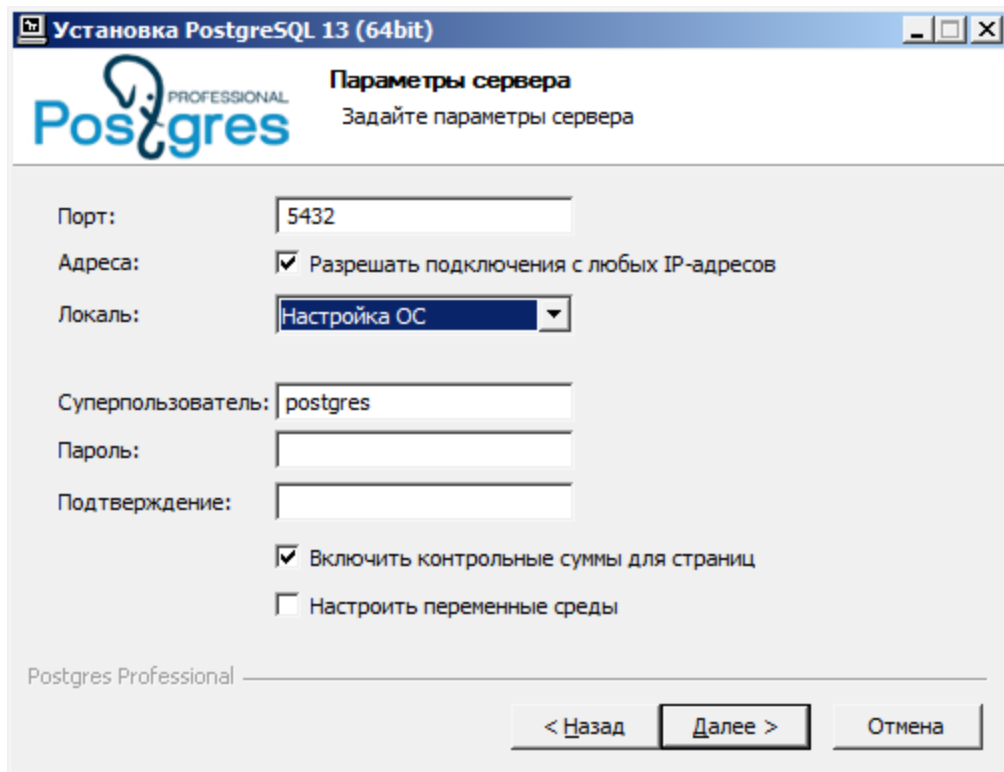 Установка PostgreSQL 13 (64bit)
PROFESSIONAL
Postgres
Параметры сервера
Задайте параметры сервера
Порт: 5432
Адреса: Разрешать подключения с любых IP-адресов
Локаль: Настройка ОС
Суперпользователь: postgres
Пароль:
Подтверждение:
Включить контрольные суммы для страниц
Настроить переменные среды
Postgres Professional
< Назад Далее > Отмена